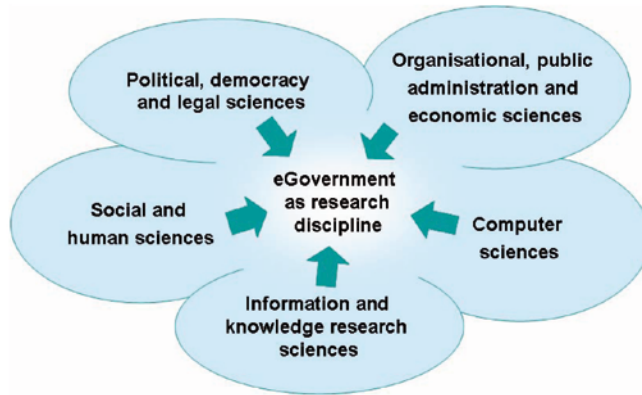 Political, democracy
and legal sciences
Organisational, public
administration and
economic sciences
eGovernment
as research
discipline
Social and
human sciences
Computer
sciences
Information and
knowledge research
sciences